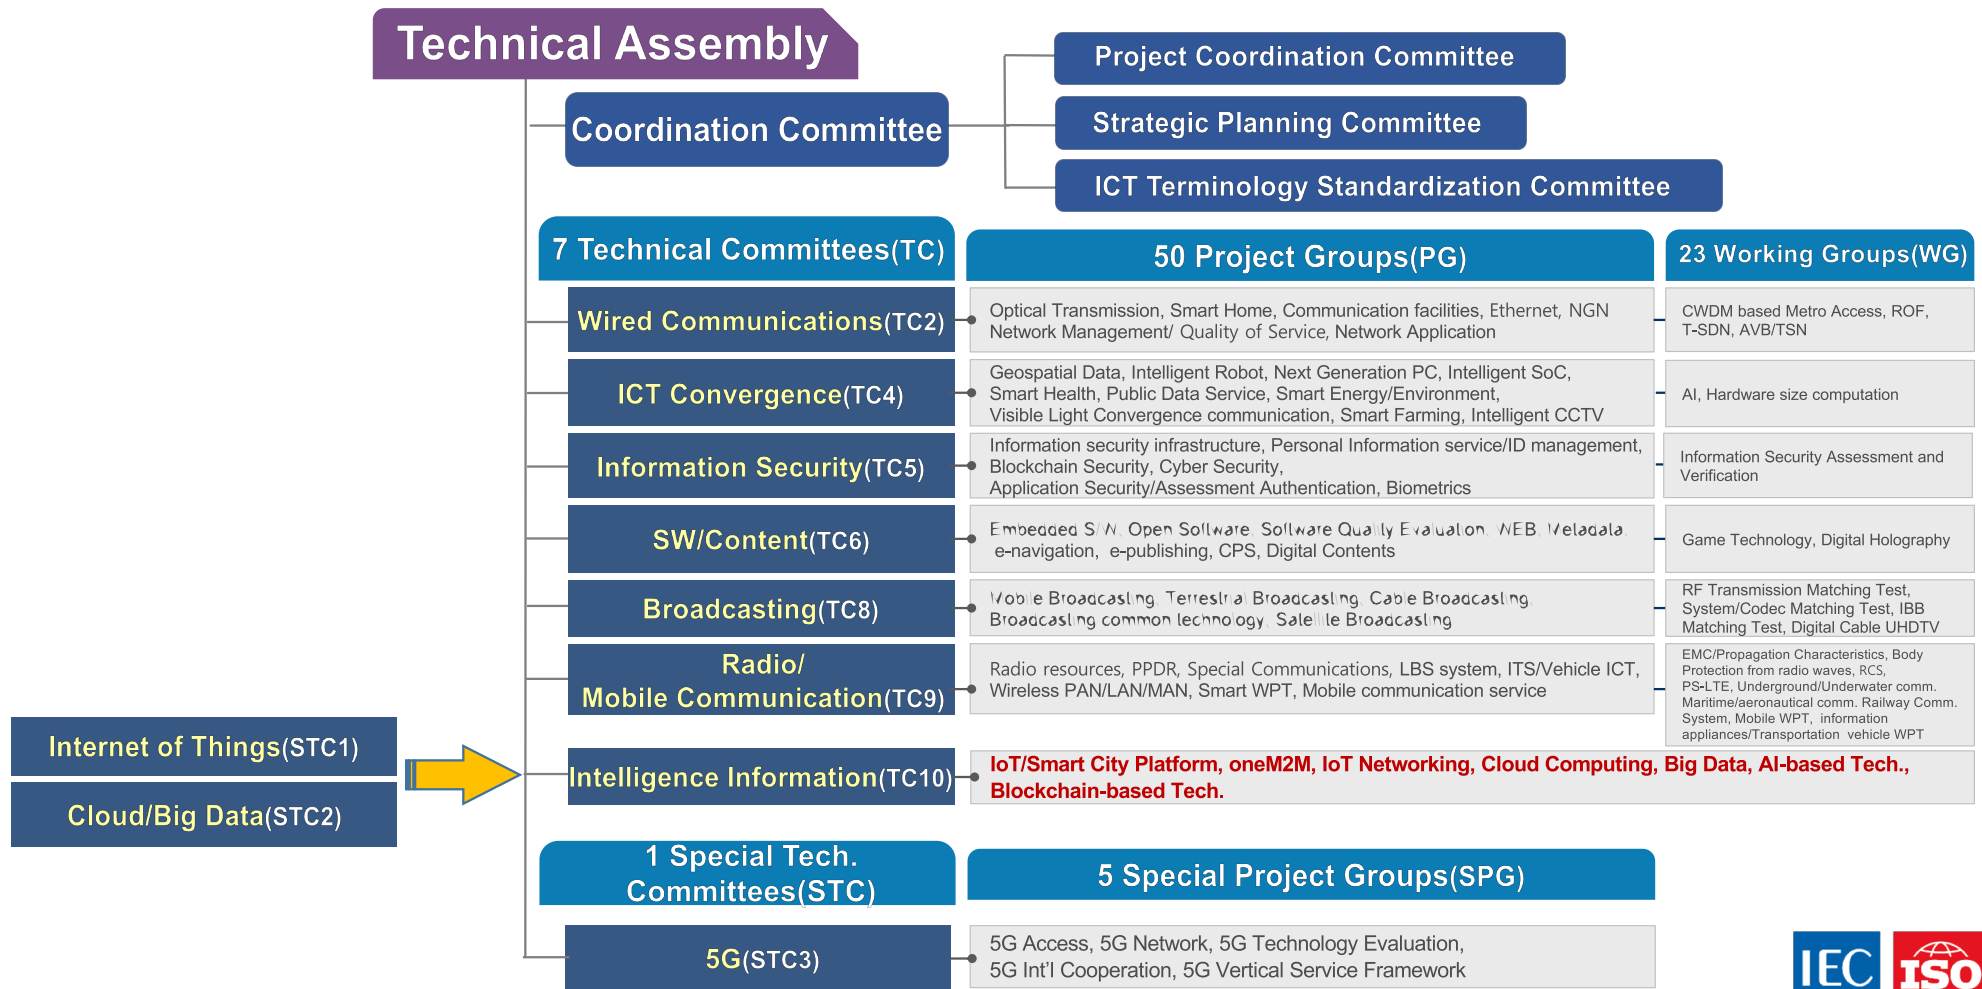 Technical Assembly
Coordination Committee
Project Coordination Committee
Strategic Planning Committee
ICT Terminology Standardization Committee
7 Technical Committees(TC)
50 Project Groups(PG)
23 Working Groups(WG)
Wired Communications(TC2)
Optical Transmission, Smart Home, Communication facilities, Ethernet, NGN
Network Management/ Quality of Service, Network Application
CWDM based Metro Access, ROF,
T-SDN, AVB/TSN
ICT Convergence(TC4)
Geospatial Data, Intelligent Robot, Next Generation PC, Intelligent SoC,
Smart Health, Public Data Service, Smart Energy/Environment,
Visible Light Convergence communication, Smart Farming, Intelligent CCTV
AI, Hardware size computation
Information Security(TC5)
Information security infrastructure, Personal Information service/ID management,
Blockchain Security, Cyber Security,
Application Security/Assessment Authentication, Biometrics
Information Security Assessment and
Verification
SW/Content(TC6)
Embedded S/W, Open Software, Software Quality Evaluation, WEB, Metadata,
e-navigation, e-publishing, CPS, Digital Contents
Game Technology, Digital Holography
Broadcasting(TC8)
Mobile Broadcasting, Terrestrial Broadcasting, Cable Broadcasting,
Broadcasting common technology, Satellite Broadcasting
RF Transmission Matching Test,
System/Codec Matching Test, IBB
Matching Test, Digital Cable UHDTV
Radio/
Mobile Communication(TC9)
Radio resources, PPDR, Special Communications, LBS system, ITS/Vehicle ICT,
Wireless PAN/LAN/MAN, Smart WPT, Mobile communication service
EMC/Propagation Characteristics, Body
Protection from radio waves, RCS,
PS-LTE, Underground/Underwater comm.
Maritime/aeronautical comm. Railway Comm.
System, Mobile WPT, information
appliances/Transportation vehicle WPT
Internet of Things(STC1)
Cloud/Big Data(STC2)
Intelligence Information(TC10)
IoT/Smart City Platform, oneM2M, IoT Networking, Cloud Computing, Big Data, AI-based Tech.,
Blockchain-based Tech.
1 Special Tech.
Committees(STC)
5 Special Project Groups(SPG)
5G(STC3)
5G Access, 5G Network, 5G Technology Evaluation,
5G Int'l Cooperation, 5G Vertical Service Framework
IEC
ISO